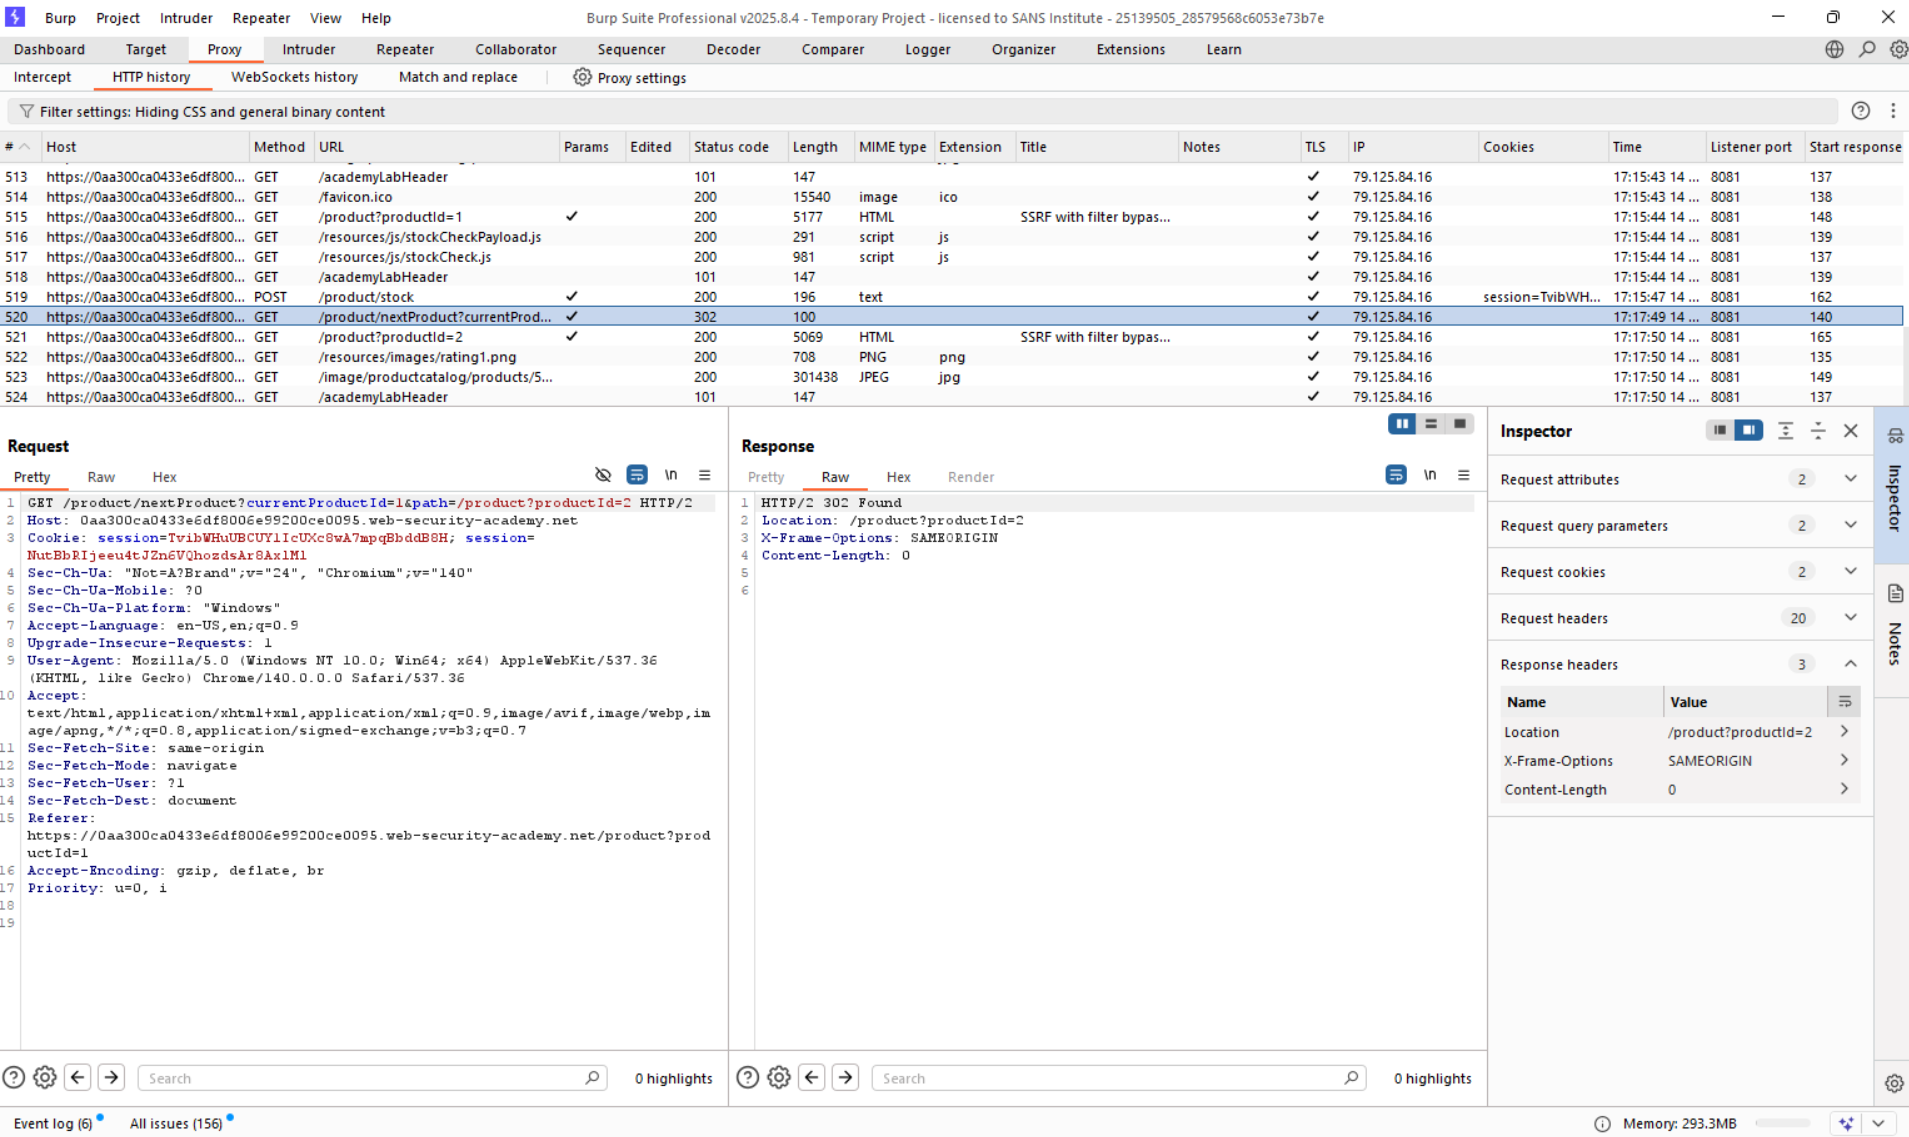 Burp Project Intruder Repeater View Help Burp Suite Professional v2025.8.4 - Temporary Project - licensed to SANS Institute - 25139505_28579568c6053e73b7e
Dashboard Target Proxy Intruder Repeater Collaborator Sequencer Decoder Comparer Logger Organizer Extensions Learn
Intercept HTTP history WebSockets history Match and replace Proxy settings
Filter settings: Hiding CSS and general binary content
# Host Method URL Params Edited Status code Length MIME type Extension Title Notes TLS IP Cookies Time Listener port Start response
513 https://0aa300ca0433e6df800... GET /academyLabHeader 101 147 ✓ 79.125.84.16 17:15:43 14 ... 8081 137
514 https://0aa300ca0433e6df800... GET /favicon.ico 200 15540 image ico ✓ 79.125.84.16 17:15:43 14 ... 8081 138
515 https://0aa300ca0433e6df800... GET /product?productId=1 ✓ 200 5177 HTML SSRF with filter bypas... ✓ 79.125.84.16 17:15:44 14 ... 8081 148
516 https://0aa300ca0433e6df800... GET /resources/js/stockCheckPayload.js 200 291 script js ✓ 79.125.84.16 17:15:44 14 ... 8081 139
517 https://0aa300ca0433e6df800... GET /resources/js/stockCheck.js 200 981 script js ✓ 79.125.84.16 17:15:44 14 ... 8081 137
518 https://0aa300ca0433e6df800... GET /academyLabHeader 101 147 ✓ 79.125.84.16 17:15:44 14 ... 8081 139
519 https://0aa300ca0433e6df800... POST /product/stock ✓ 200 196 text ✓ 79.125.84.16 session=TvibWH... 17:15:47 14 ... 8081 162
520 https://0aa300ca0433e6df800... GET /product/nextProduct?currentProd... ✓ 302 100 ✓ 79.125.84.16 17:17:49 14 ... 8081 140
521 https://0aa300ca0433e6df800... GET /product?productId=2 ✓ 200 5069 HTML SSRF with filter bypas... ✓ 79.125.84.16 17:17:50 14 ... 8081 165
522 https://0aa300ca0433e6df800... GET /resources/images/rating1.png 200 708 PNG png ✓ 79.125.84.16 17:17:50 14 ... 8081 135
523 https://0aa300ca0433e6df800... GET /image/productcatalog/products/5... 200 301438 JPEG jpg ✓ 79.125.84.16 17:17:50 14 ... 8081 149
524 https://0aa300ca0433e6df800... GET /academyLabHeader 101 147 ✓ 79.125.84.16 17:17:50 14 ... 8081 137
Request
Pretty Raw Hex \n
1 GET /product/nextProduct?currentProductId=1&path=/product?productId=2 HTTP/2
2 Host: 0aa300ca0433e6df8006e99200ce0095.web-security-academy.net
3 Cookie: session=TvibWHuUBCUYlIcUXc8wA7mpqBbddB8H; session=
NutBbRIjeeu4tJZn6VQhozdsAr8AxlMl
4 Sec-Ch-Ua: "Not=A?Brand";v="24", "Chromium";v="140"
5 Sec-Ch-Ua-Mobile: ?0
6 Sec-Ch-Ua-Platform: "Windows"
7 Accept-Language: en-US,en;q=0.9
8 Upgrade-Insecure-Requests: 1
9 User-Agent: Mozilla/5.0 (Windows NT 10.0; Win64; x64) AppleWebKit/537.36
(KHTML, like Gecko) Chrome/140.0.0.0 Safari/537.36
10 Accept:
text/html,application/xhtml+xml,application/xml;q=0.9,image/avif,image/webp,im
age/apng,*/*;q=0.8,application/signed-exchange;v=b3;q=0.7
11 Sec-Fetch-Site: same-origin
12 Sec-Fetch-Mode: navigate
13 Sec-Fetch-User: ?1
14 Sec-Fetch-Dest: document
15 Referer:
https://0aa300ca0433e6df8006e99200ce0095.web-security-academy.net/product?prod
uctId=1
16 Accept-Encoding: gzip, deflate, br
17 Priority: u=0, i
18
19
Search 0 highlights
Response
Pretty Raw Hex Render \n
1 HTTP/2 302 Found
2 Location: /product?productId=2
3 X-Frame-Options: SAMEORIGIN
4 Content-Length: 0
5
6
Search 0 highlights
Inspector
Request attributes 2
Request query parameters 2
Request cookies 2
Request headers 20
Response headers 3
Name Value
Location /product?productId=2
X-Frame-Options SAMEORIGIN
Content-Length 0
Inspector
Notes
Event log (6) All issues (156) Memory: 293.3MB